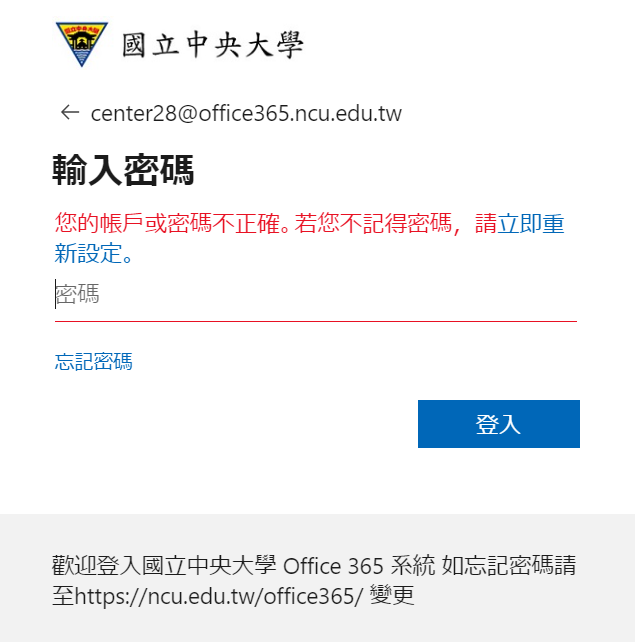 國立中央大學
← center28@office365.ncu.edu.tw
輸入密碼
您的帳戶或密碼不正確。若您不記得密碼，請立即重
新設定。
密碼
忘記密碼
登入
歡迎登入國立中央大學 Office 365 系統 如忘記密碼請
至https://ncu.edu.tw/office365/ 變更